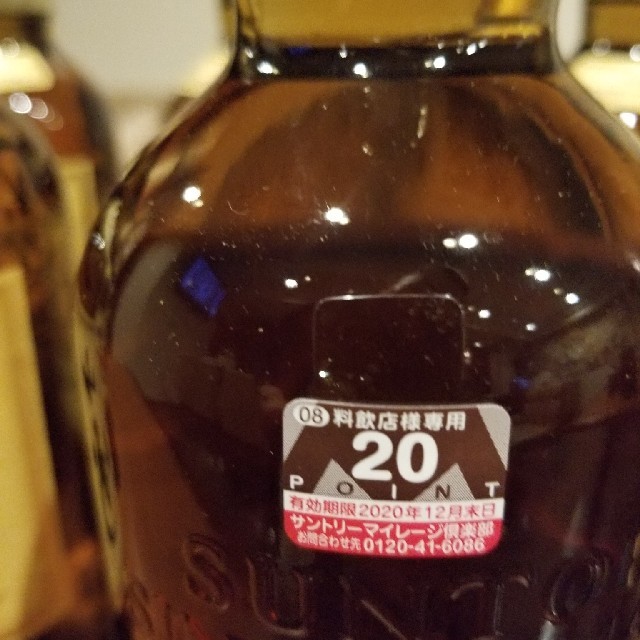 08 料飲店様専用
20
POINT
有効期限2020年12月末日
サントリーマイレージ倶楽部
お問合わせ先 0120-41-6086
SUNTO